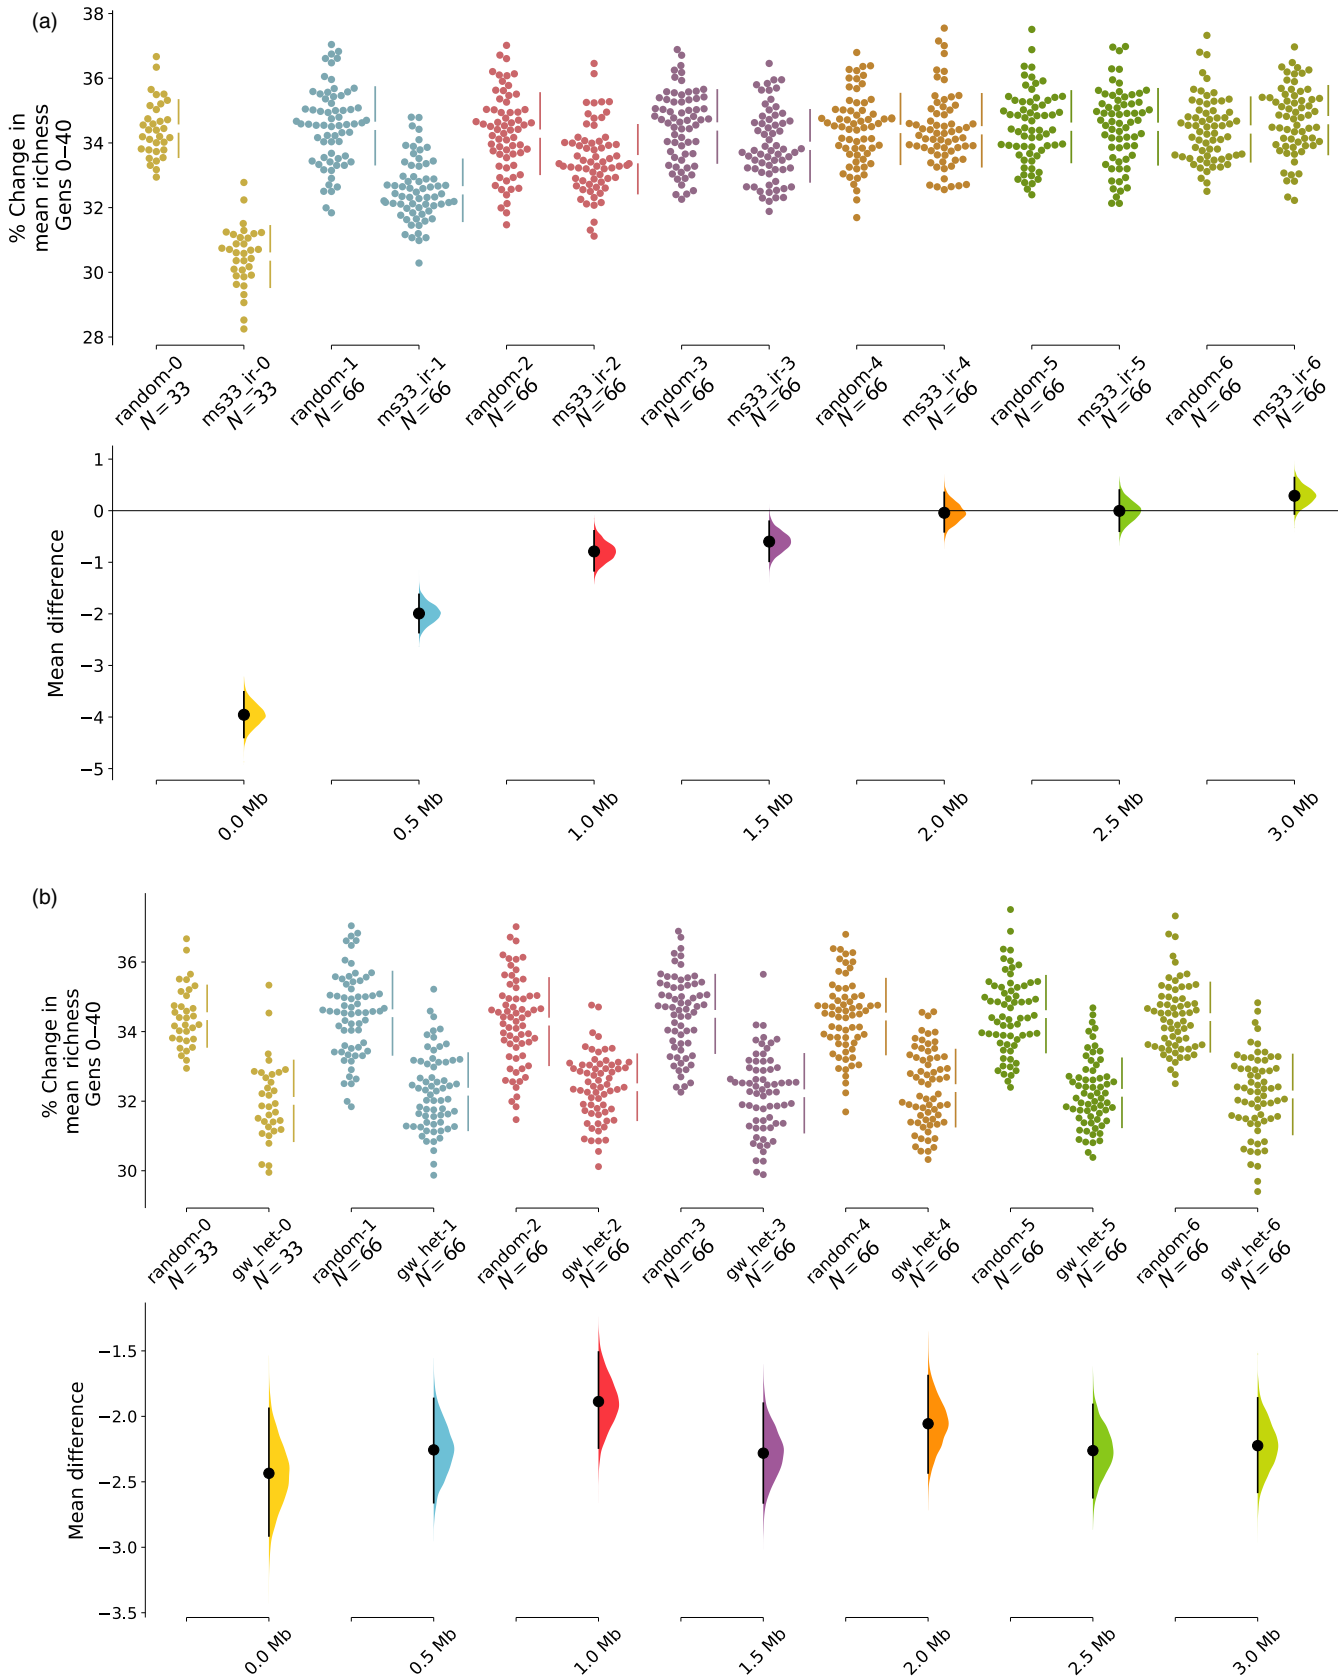 (a)
% Change in
mean richness
Gens 0–40
38
36
34
32
30
28
random-0
N = 33
ms33_ir-0
N = 33
random-1
N = 66
ms33_ir-1
N = 66
random-2
N = 66
ms33_ir-2
N = 66
random-3
N = 66
ms33_ir-3
N = 66
random-4
N = 66
ms33_ir-4
N = 66
random-5
N = 66
ms33_ir-5
N = 66
random-6
N = 66
ms33_ir-6
N = 66
Mean difference
1
0
−1
−2
−3
−4
−5
0.0 Mb
0.5 Mb
1.0 Mb
1.5 Mb
2.0 Mb
2.5 Mb
3.0 Mb
(b)
% Change in
mean richness
Gens 0–40
36
34
32
30
random-0
N = 33
gw_het-0
N = 33
random-1
N = 66
gw_het-1
N = 66
random-2
N = 66
gw_het-2
N = 66
random-3
N = 66
gw_het-3
N = 66
random-4
N = 66
gw_het-4
N = 66
random-5
N = 66
gw_het-5
N = 66
random-6
N = 66
gw_het-6
N = 66
Mean difference
−1.5
−2.0
−2.5
−3.0
−3.5
0.0 Mb
0.5 Mb
1.0 Mb
1.5 Mb
2.0 Mb
2.5 Mb
3.0 Mb